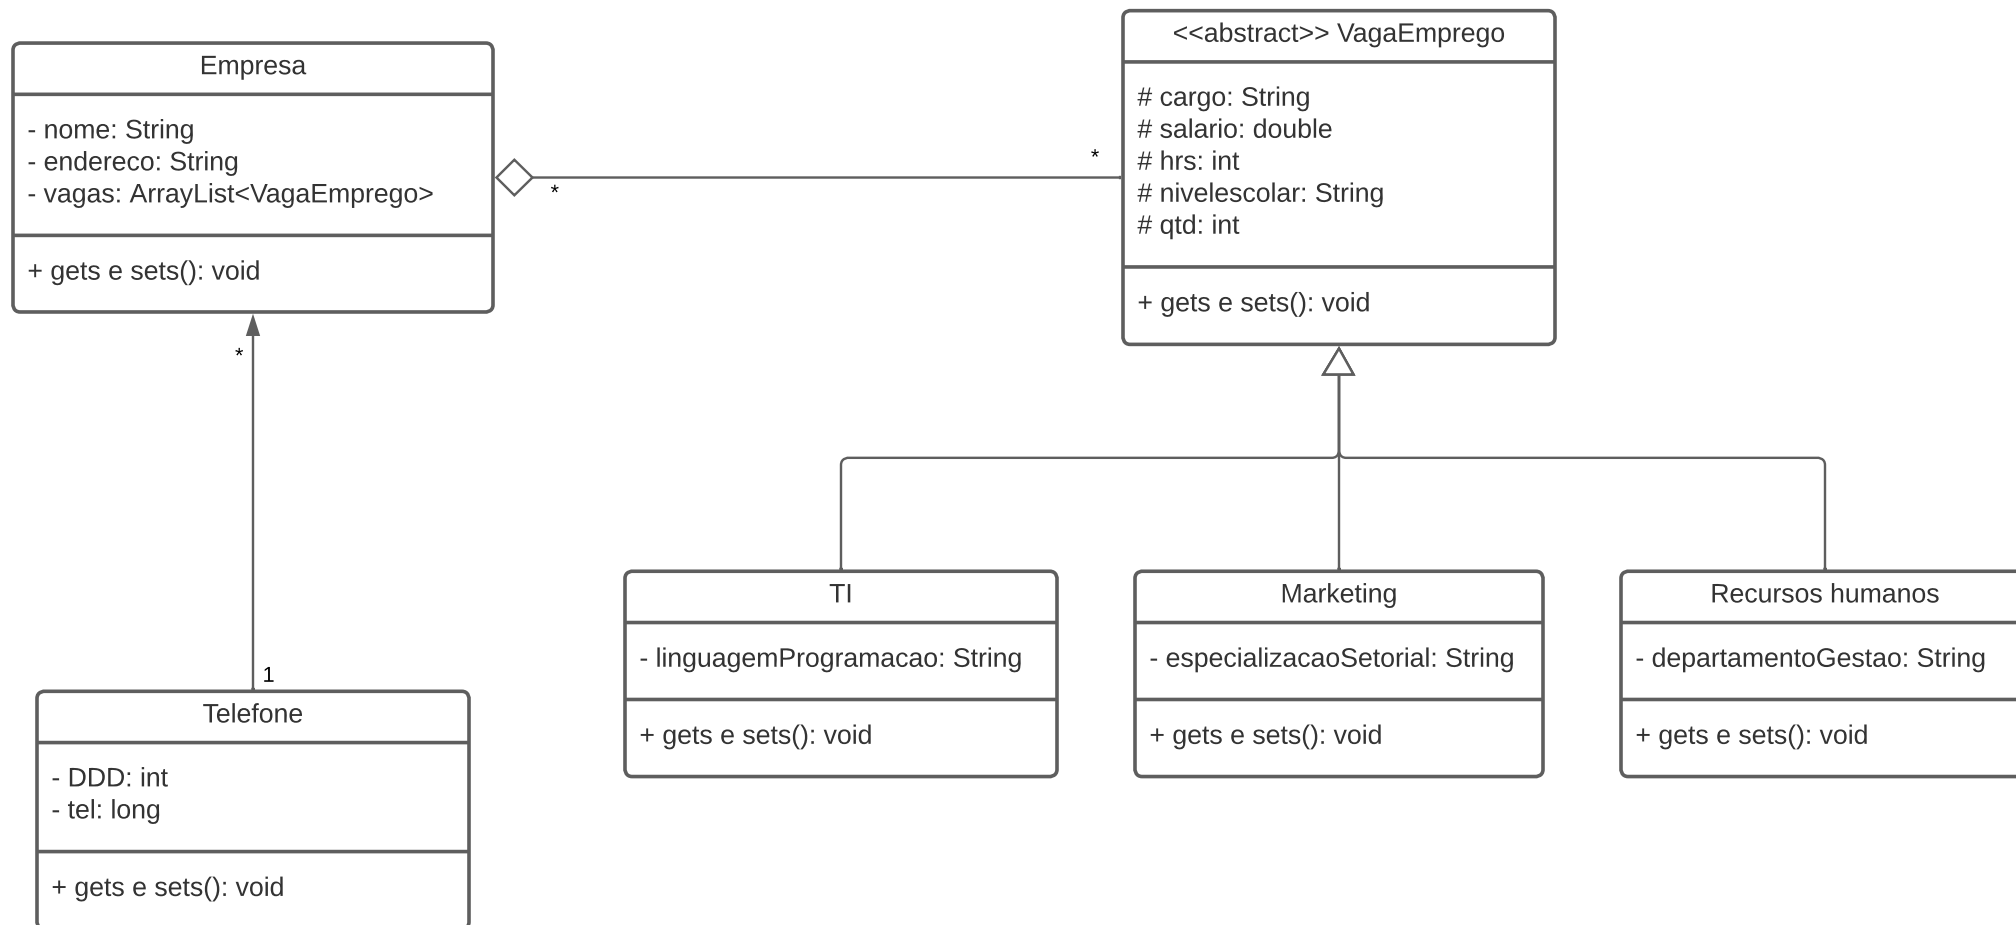 Empresa
- nome: String
- endereco: String
- vagas: ArrayList<VagaEmprego>
+ gets e sets(): void
*
*
<<abstract>> VagaEmprego
# cargo: String
# salario: double
# hrs: int
# nivelescolar: String
# qtd: int
+ gets e sets(): void
*
1
Telefone
- DDD: int
- tel: long
+ gets e sets(): void
TI
- linguagemProgramacao: String
+ gets e sets(): void
Marketing
- especializacaoSetorial: String
+ gets e sets(): void
Recursos humanos
- departamentoGestao: String
+ gets e sets(): void